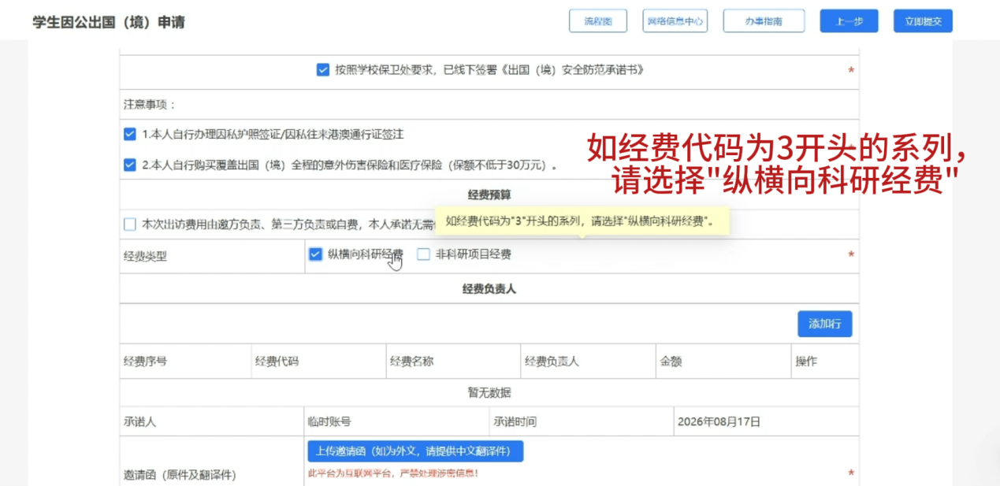 学生因公出国（境）申请
流程图
网络信息中心
办事指南
上一步
立即提交
按照学校保卫处要求，已线下签署《出国（境）安全防范承诺书》 *
注意事项：
1.本人自行办理因私护照签证/因私往来港澳通行证签注
如经费代码为3开头的系列，
2.本人自行购买覆盖出国（境）全程的意外伤害保险和医疗保险（保额不低于30万元）。
请选择"纵横向科研经费"
经费预算
本次出访费用由邀方负责、第三方负责或自费，本人承诺无需
如经费代码为"3"开头的系列，请选择"纵横向科研经费"。
经费类型
纵横向科研经费
非科研项目经费 *
经费负责人
添加行
经费序号
经费代码
经费名称
经费负责人
金额
操作
暂无数据
承诺人
临时账号
承诺时间
2026年08月17日
上传邀请函（如为外文，请提供中文翻译件）
邀请函（原件及翻译件）
此平台为互联网平台，严禁处理涉密信息! *